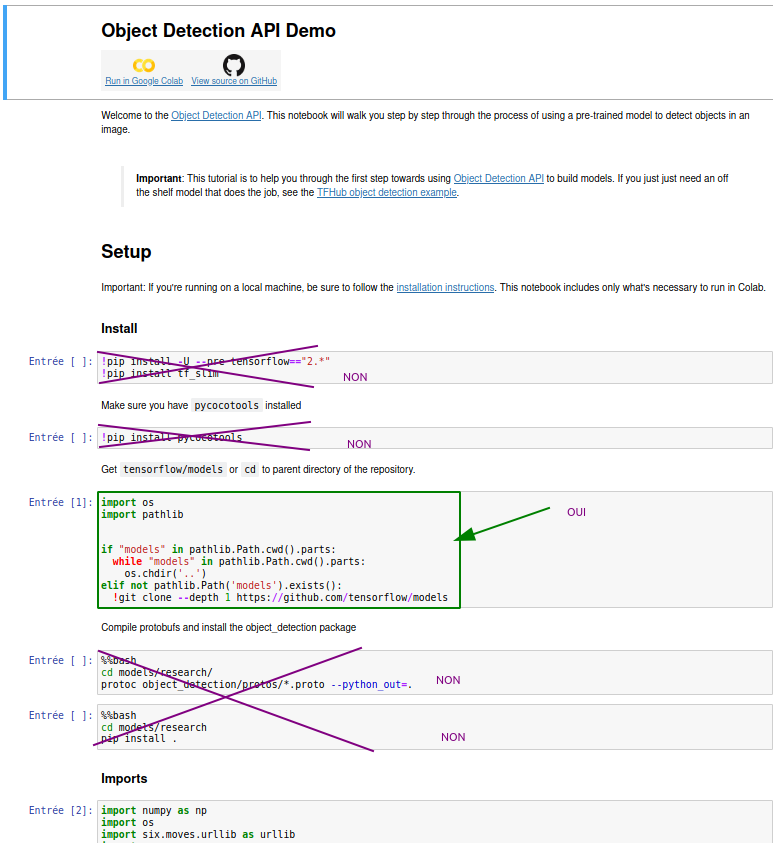 Object Detection API Demo
Run in Google Colab View source on GitHub
Welcome to the Object Detection API. This notebook will walk you step by step through the process of using a pre-trained model to detect objects in an
image.
Important: This tutorial is to help you through the first step towards using Object Detection API to build models. If you just just need an off
the shelf model that does the job, see the TFHub object detection example.
Setup
Important: If you're running on a local machine, be sure to follow the installation instructions. This notebook includes only what's necessary to run in Colab.
Install
Entrée [ ]: !pip install -U --pre tensorflow=="2.*"
!pip install tf_slim
NON
Make sure you have pycocotools installed
Entrée [ ]: !pip install pycocotools
NON
Get tensorflow/models or cd to parent directory of the repository.
Entrée [1]: import os
import pathlib
OUI
if "models" in pathlib.Path.cwd().parts:
  while "models" in pathlib.Path.cwd().parts:
    os.chdir('..')
elif not pathlib.Path('models').exists():
  !git clone --depth 1 https://github.com/tensorflow/models
Compile protobufs and install the object_detection package
Entrée [ ]: %%bash
cd models/research/
protoc object_detection/protos/*.proto --python_out=.
NON
Entrée [ ]: %%bash
cd models/research
pip install .
NON
Imports
Entrée [2]: import numpy as np
import os
import six.moves.urllib as urllib